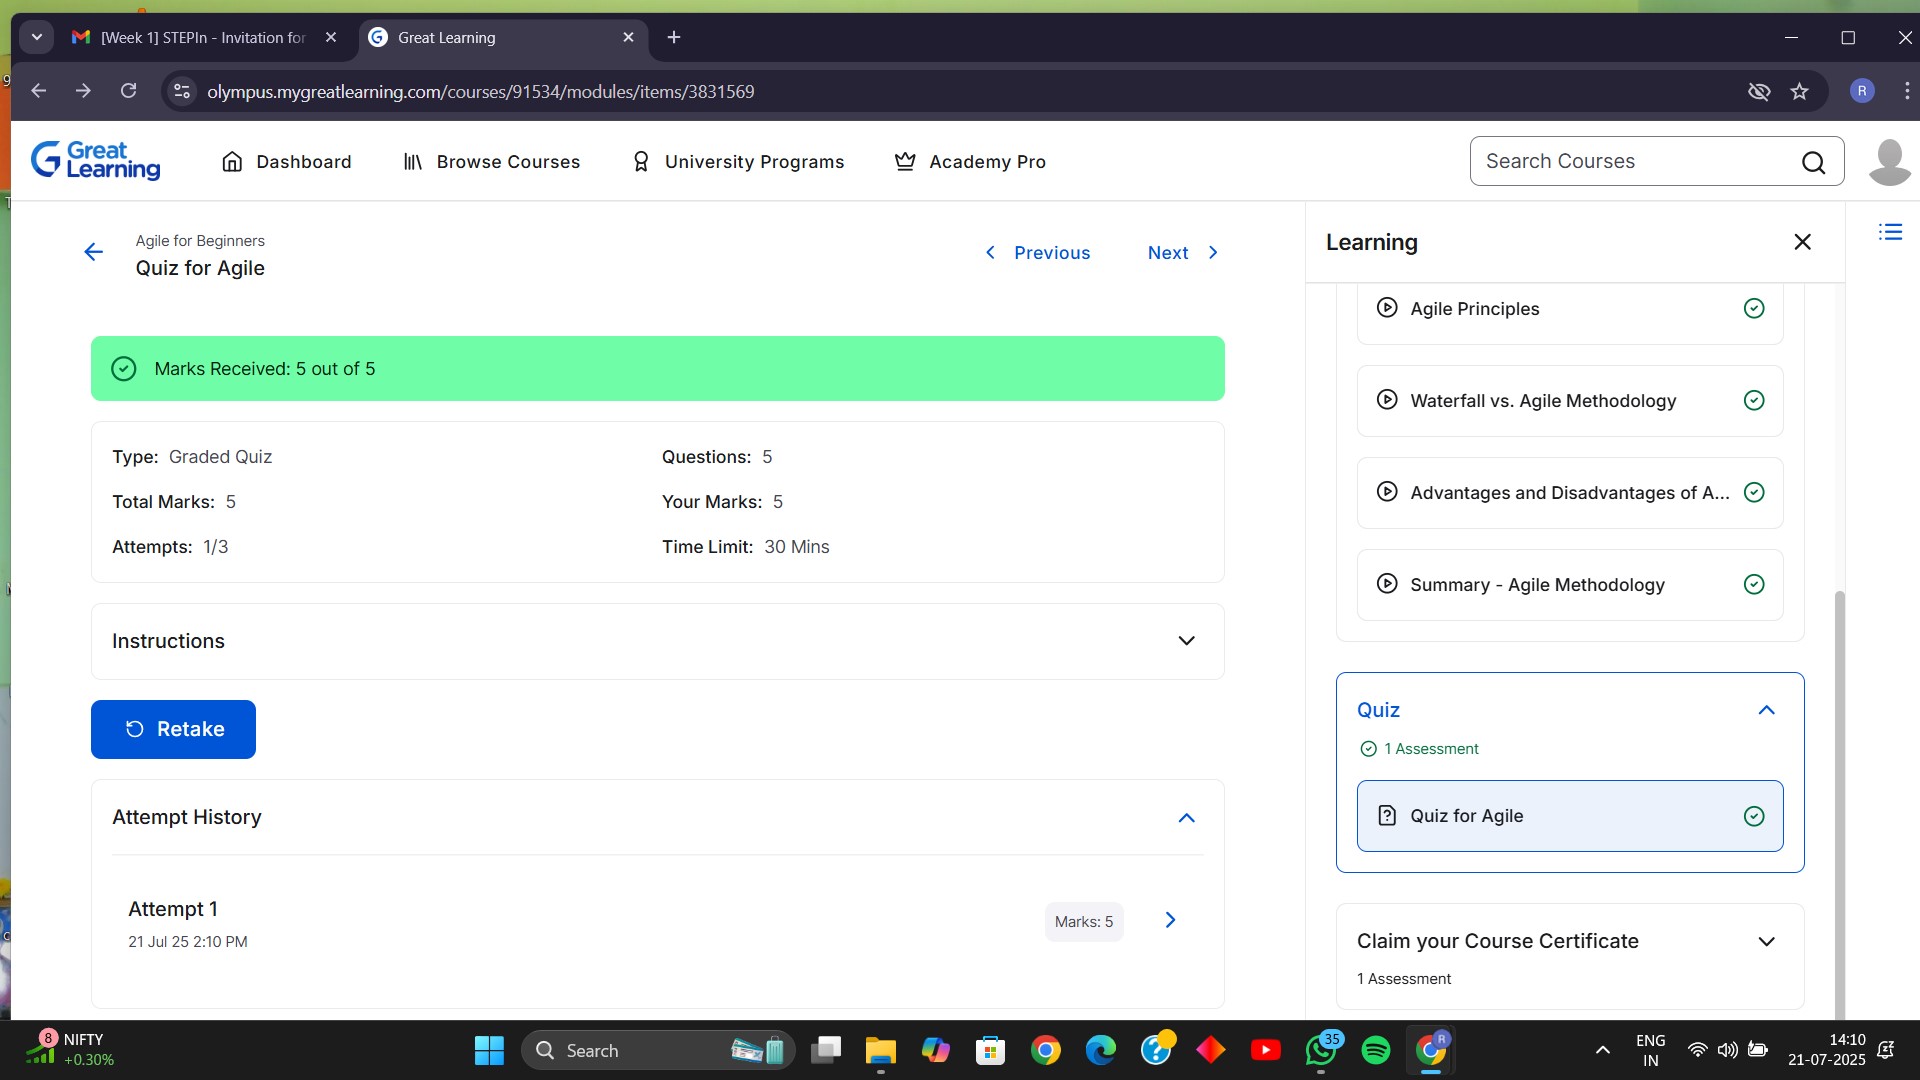 [Week 1] STEPIn - Invitation for
Great Learning
olympus.mygreatlearning.com/courses/91534/modules/items/3831569
R
Great Learning
Dashboard
Browse Courses
University Programs
Academy Pro
Search Courses
Agile for Beginners
Quiz for Agile
Previous
Next
Marks Received: 5 out of 5
Type: Graded Quiz
Questions: 5
Total Marks: 5
Your Marks: 5
Attempts: 1/3
Time Limit: 30 Mins
Instructions
Retake
Attempt History
Attempt 1
21 Jul 25 2:10 PM
Marks: 5
Learning
Agile Principles
Waterfall vs. Agile Methodology
Advantages and Disadvantages of A...
Summary - Agile Methodology
Quiz
1 Assessment
Quiz for Agile
Claim your Course Certificate
1 Assessment
8
NIFTY
+0.30%
Search
35
R
ENG
IN
14:10
21-07-2025